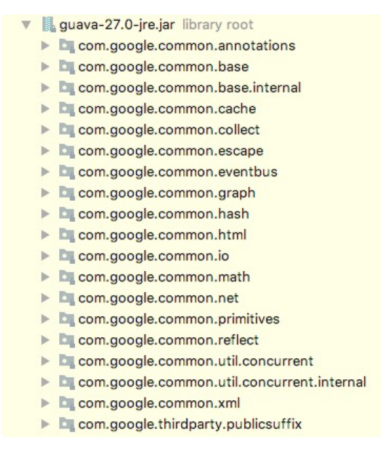 guava-27.0-jre.jar library root
com.google.common.annotations
com.google.common.base
com.google.common.base.internal
com.google.common.cache
com.google.common.collect
com.google.common.escape
com.google.common.eventbus
com.google.common.graph
com.google.common.hash
com.google.common.html
com.google.common.io
com.google.common.math
com.google.common.net
com.google.common.primitives
com.google.common.reflect
com.google.common.util.concurrent
com.google.common.util.concurrent.internal
com.google.common.xml
com.google.thirdparty.publicsuffix